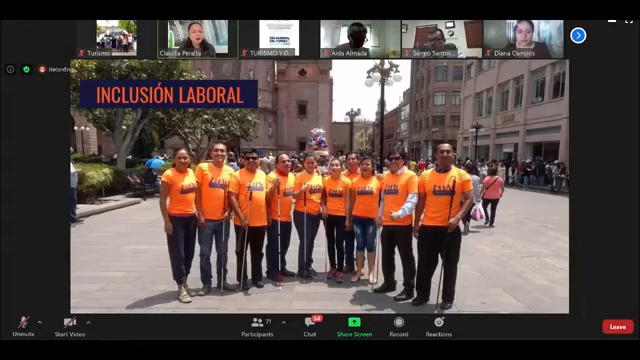 Turismo
Claudia Peralta
TURISMO Y D
Aida Almada
Sergio Santos...
Diana Campos
Recording
INCLUSIÓN LABORAL
71
54
Unmute
Start Video
Participants
Chat
Share Screen
Record
Reactions
Leave